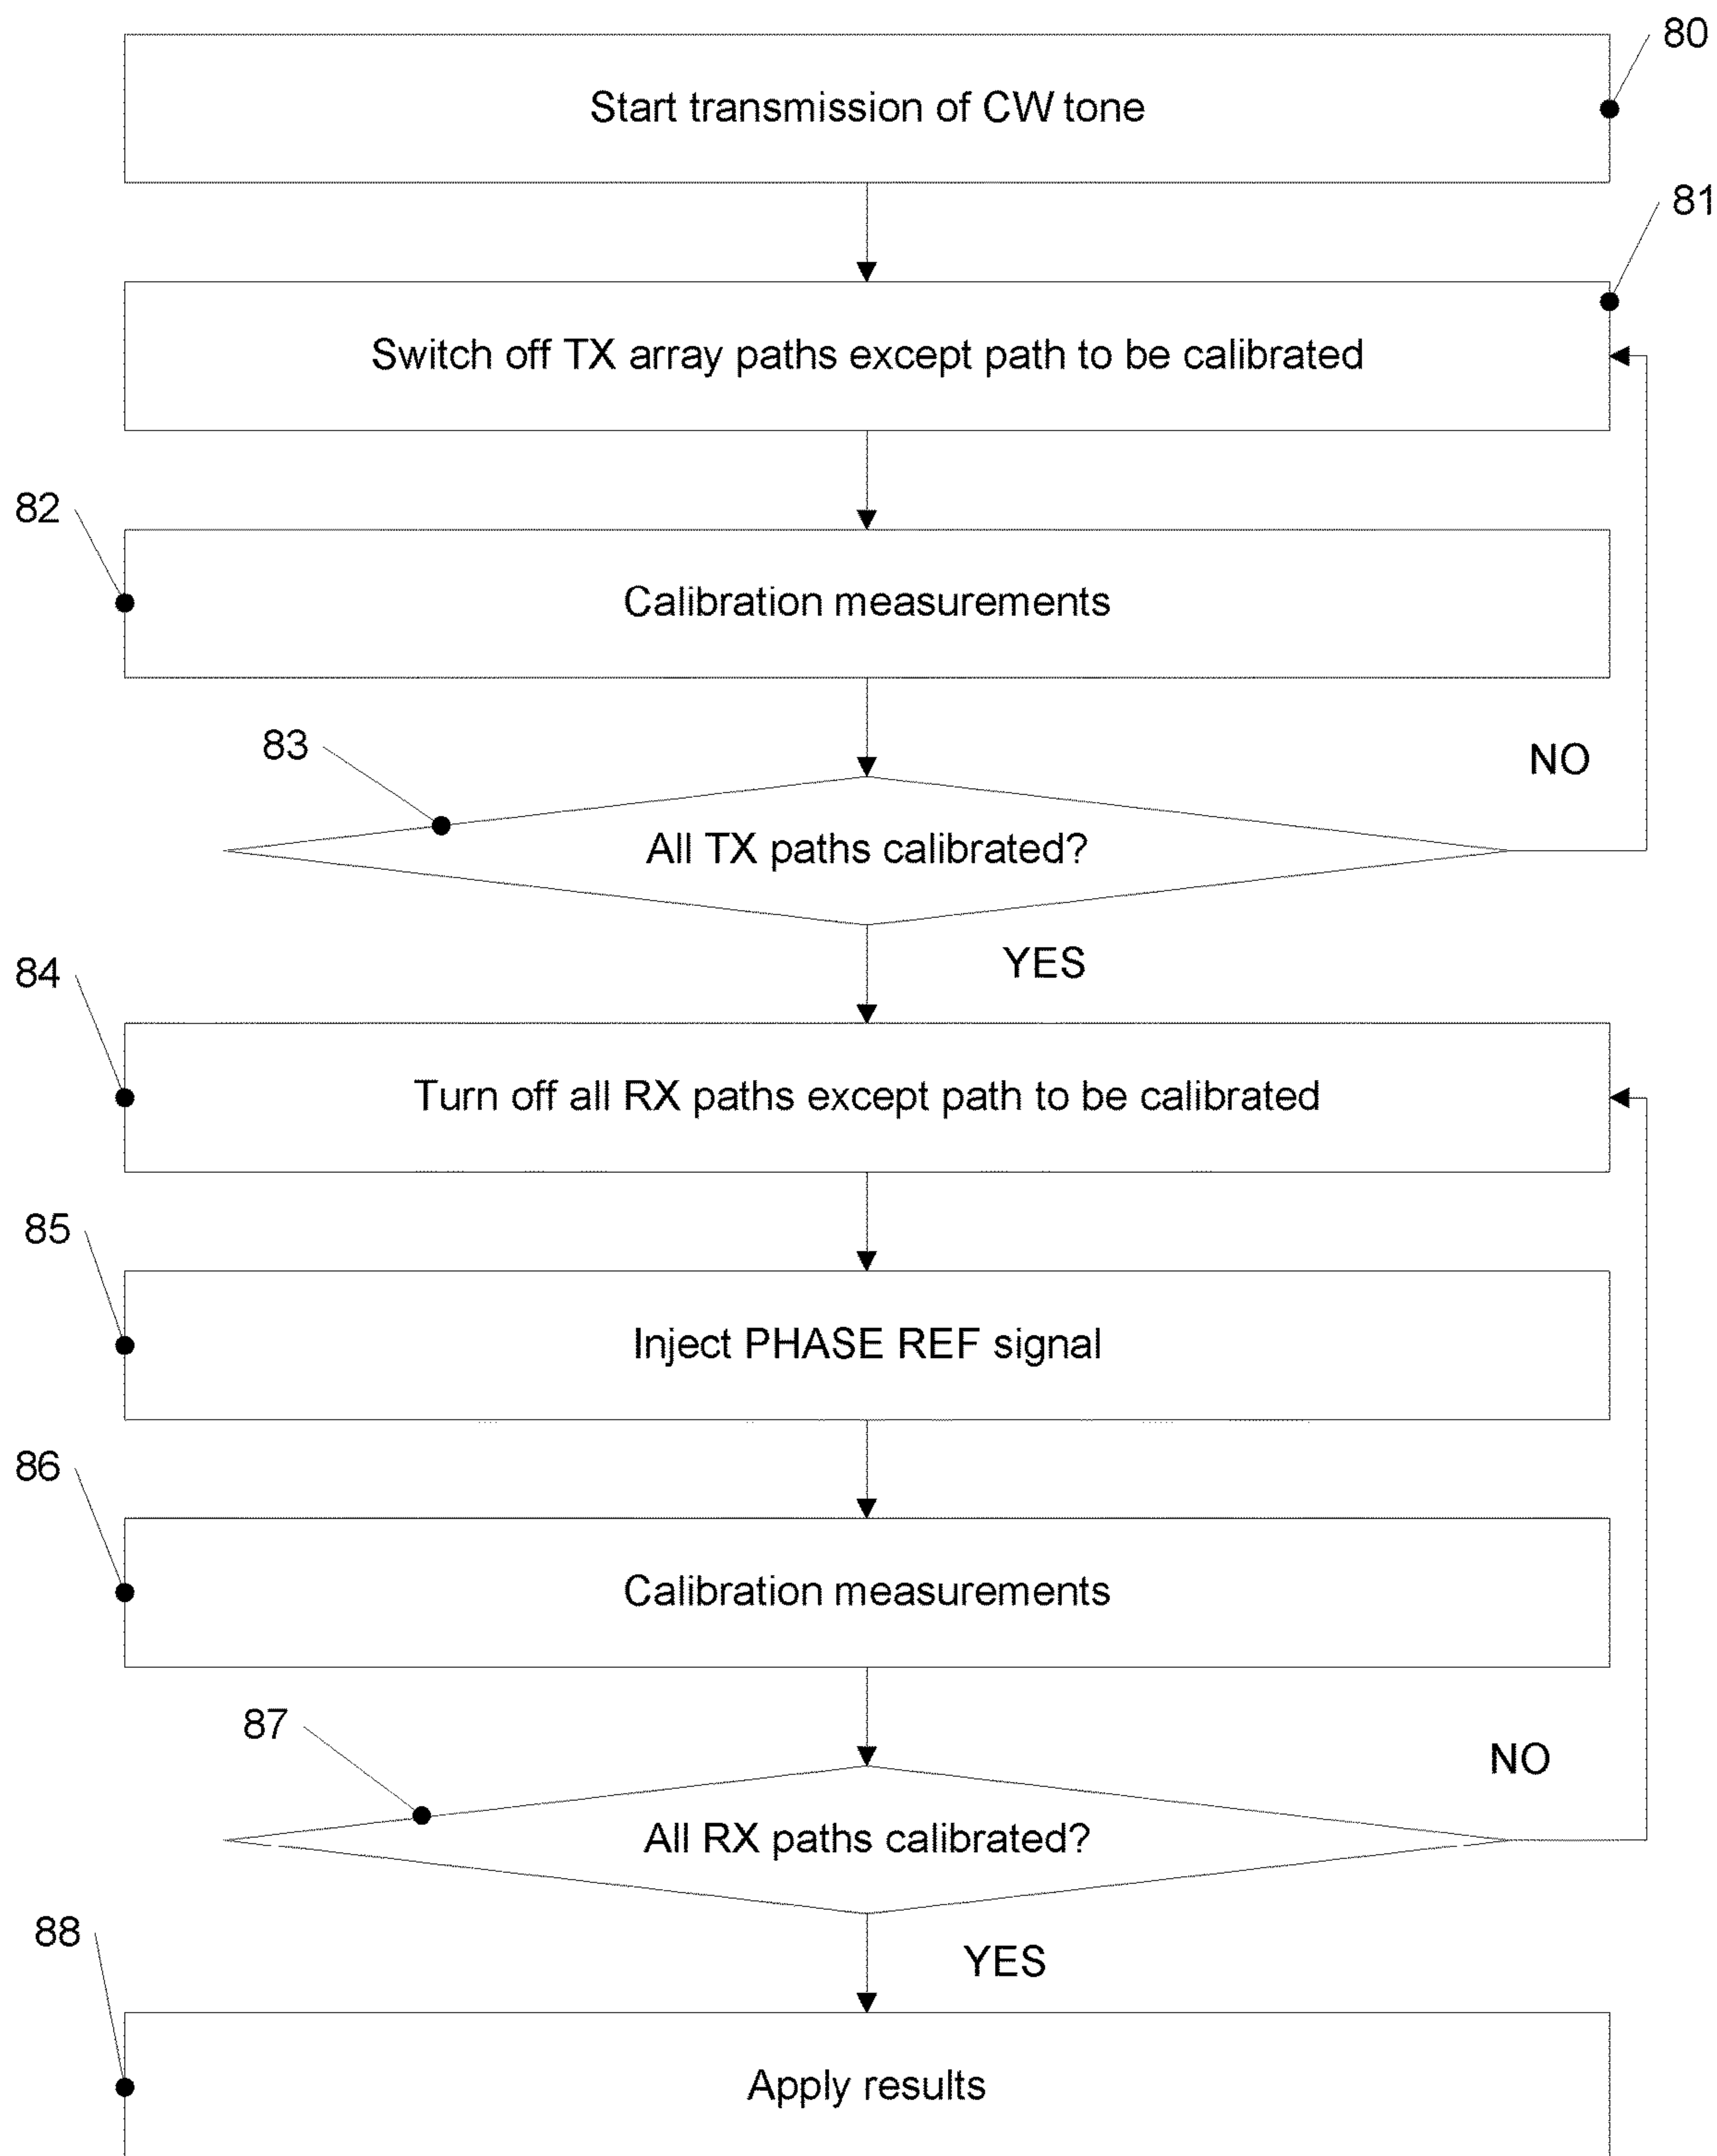 80
Start transmission of CW tone
81
Switch off TX array paths except path to be calibrated
82
Calibration measurements
83
NO
All TX paths calibrated?
YES
84
Turn off all RX paths except path to be calibrated
85
Inject PHASE REF signal
86
Calibration measurements
87
NO
All RX paths calibrated?
YES
88
Apply results